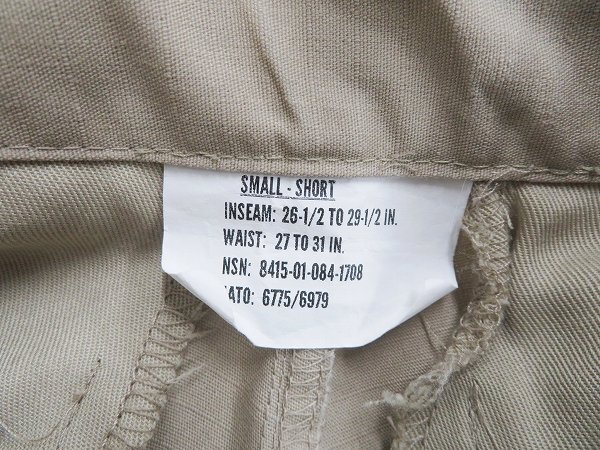 SMALL - SHORT
INSEAM: 26-1/2 TO 29-1/2 IN.
WAIST: 27 TO 31 IN.
NSN: 8415-01-084-1708
'ATO: 6775/6979